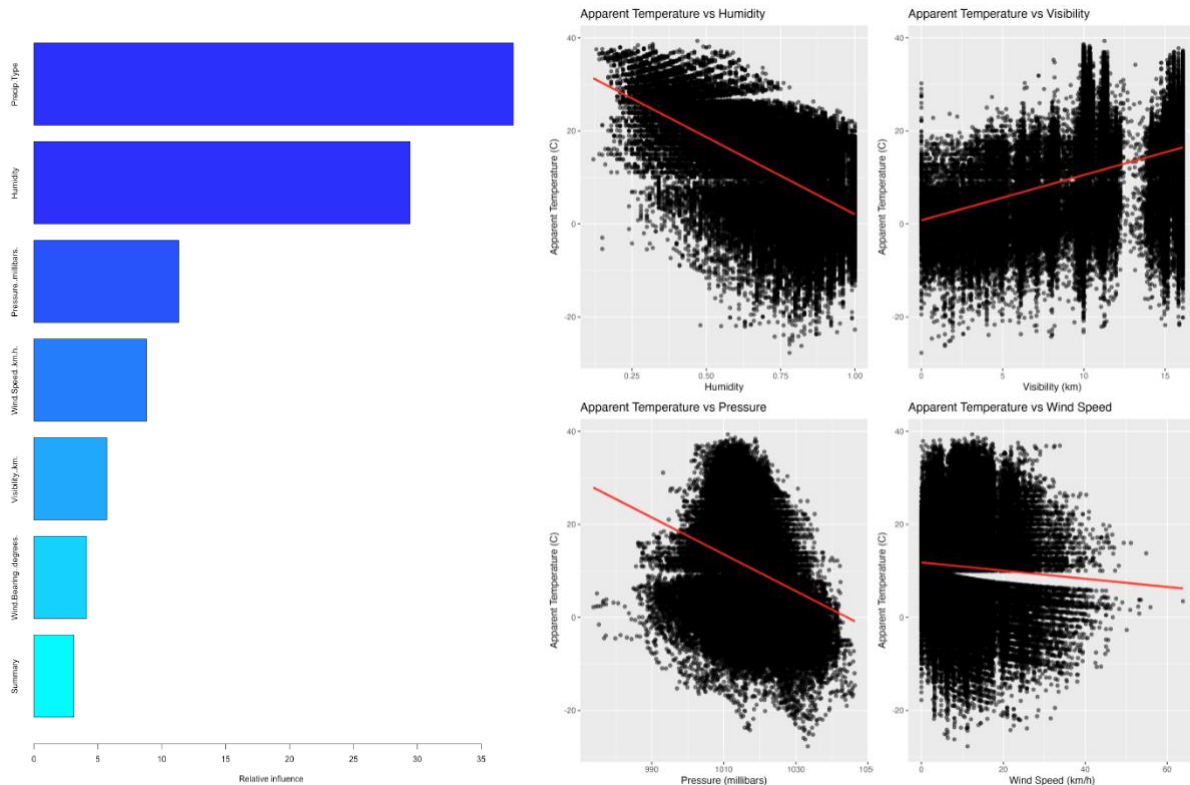 Precip.Type
Humidity
Pressure..millibars.
Wind.Speed..km.h.
Visibility..km.
Wind.Bearing..degrees.
Summary
0 5 10 15 20 25 30 35
Relative influence
Apparent Temperature vs Humidity
Apparent Temperature (C)
40
20
0
-20
0.25 0.50 0.75 1.00
Humidity
Apparent Temperature vs Visibility
Apparent Temperature (C)
40
20
0
-20
0 5 10 15
Visibility (km)
Apparent Temperature vs Pressure
Apparent Temperature (C)
40
20
0
-20
990 1010 1030 105
Pressure (millibars)
Apparent Temperature vs Wind Speed
Apparent Temperature (C)
40
20
0
-20
0 20 40 60
Wind Speed (km/h)